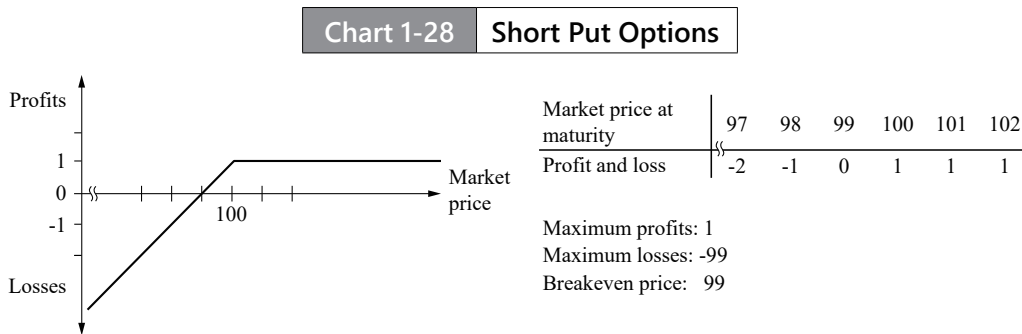 Chart 1-28 Short Put Options
Profits
1
0
-1
Losses
100
Market
price
Market price at
maturity
97 98 99 100 101 102
Profit and loss -2 -1 0 1 1 1
Maximum profits: 1
Maximum losses: -99
Breakeven price: 99